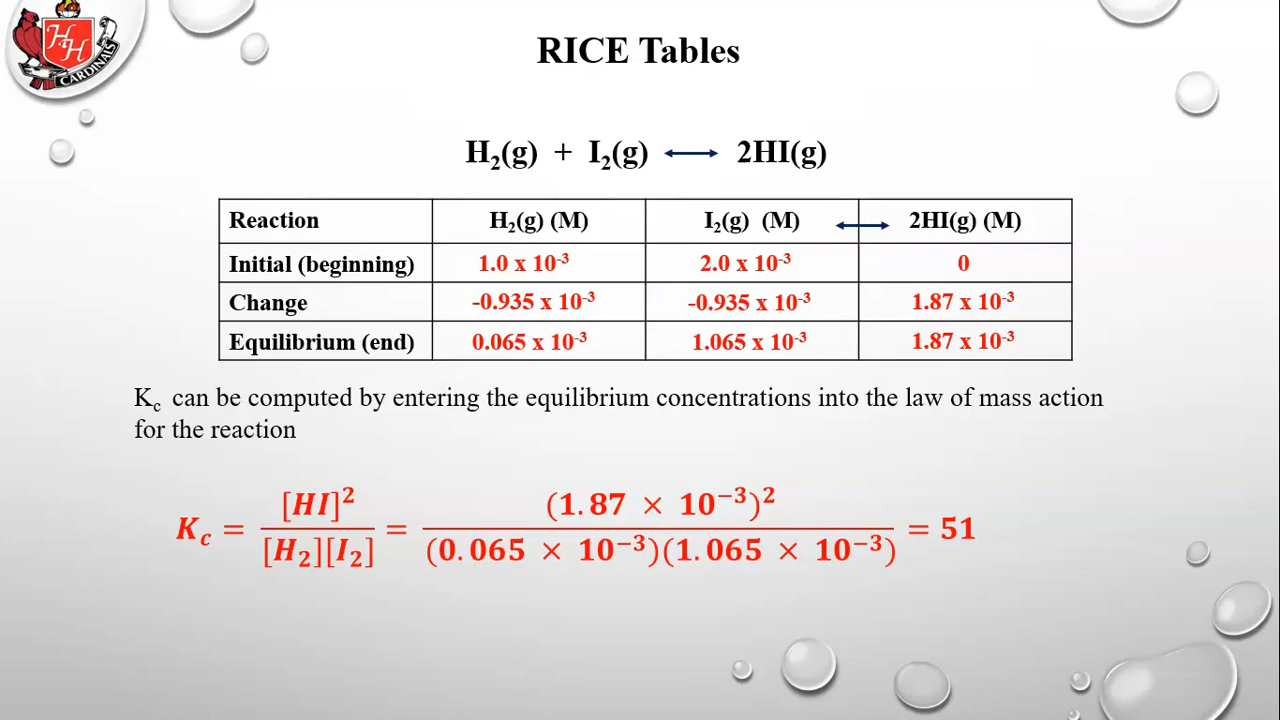 HH
CARDINALS
RICE Tables
H₂(g) + I₂(g) ⟷ 2HI(g)
Reaction H₂(g) (M) I₂(g) (M) ⟷ 2HI(g) (M)
Initial (beginning) 1.0 x 10⁻³ 2.0 x 10⁻³ 0
Change -0.935 x 10⁻³ -0.935 x 10⁻³ 1.87 x 10⁻³
Equilibrium (end) 0.065 x 10⁻³ 1.065 x 10⁻³ 1.87 x 10⁻³
K꜀ can be computed by entering the equilibrium concentrations into the law of mass action
for the reaction
K꜀ = [HI]² / [H₂][I₂] = (1.87 × 10⁻³)² / (0.065 × 10⁻³)(1.065 × 10⁻³) = 51